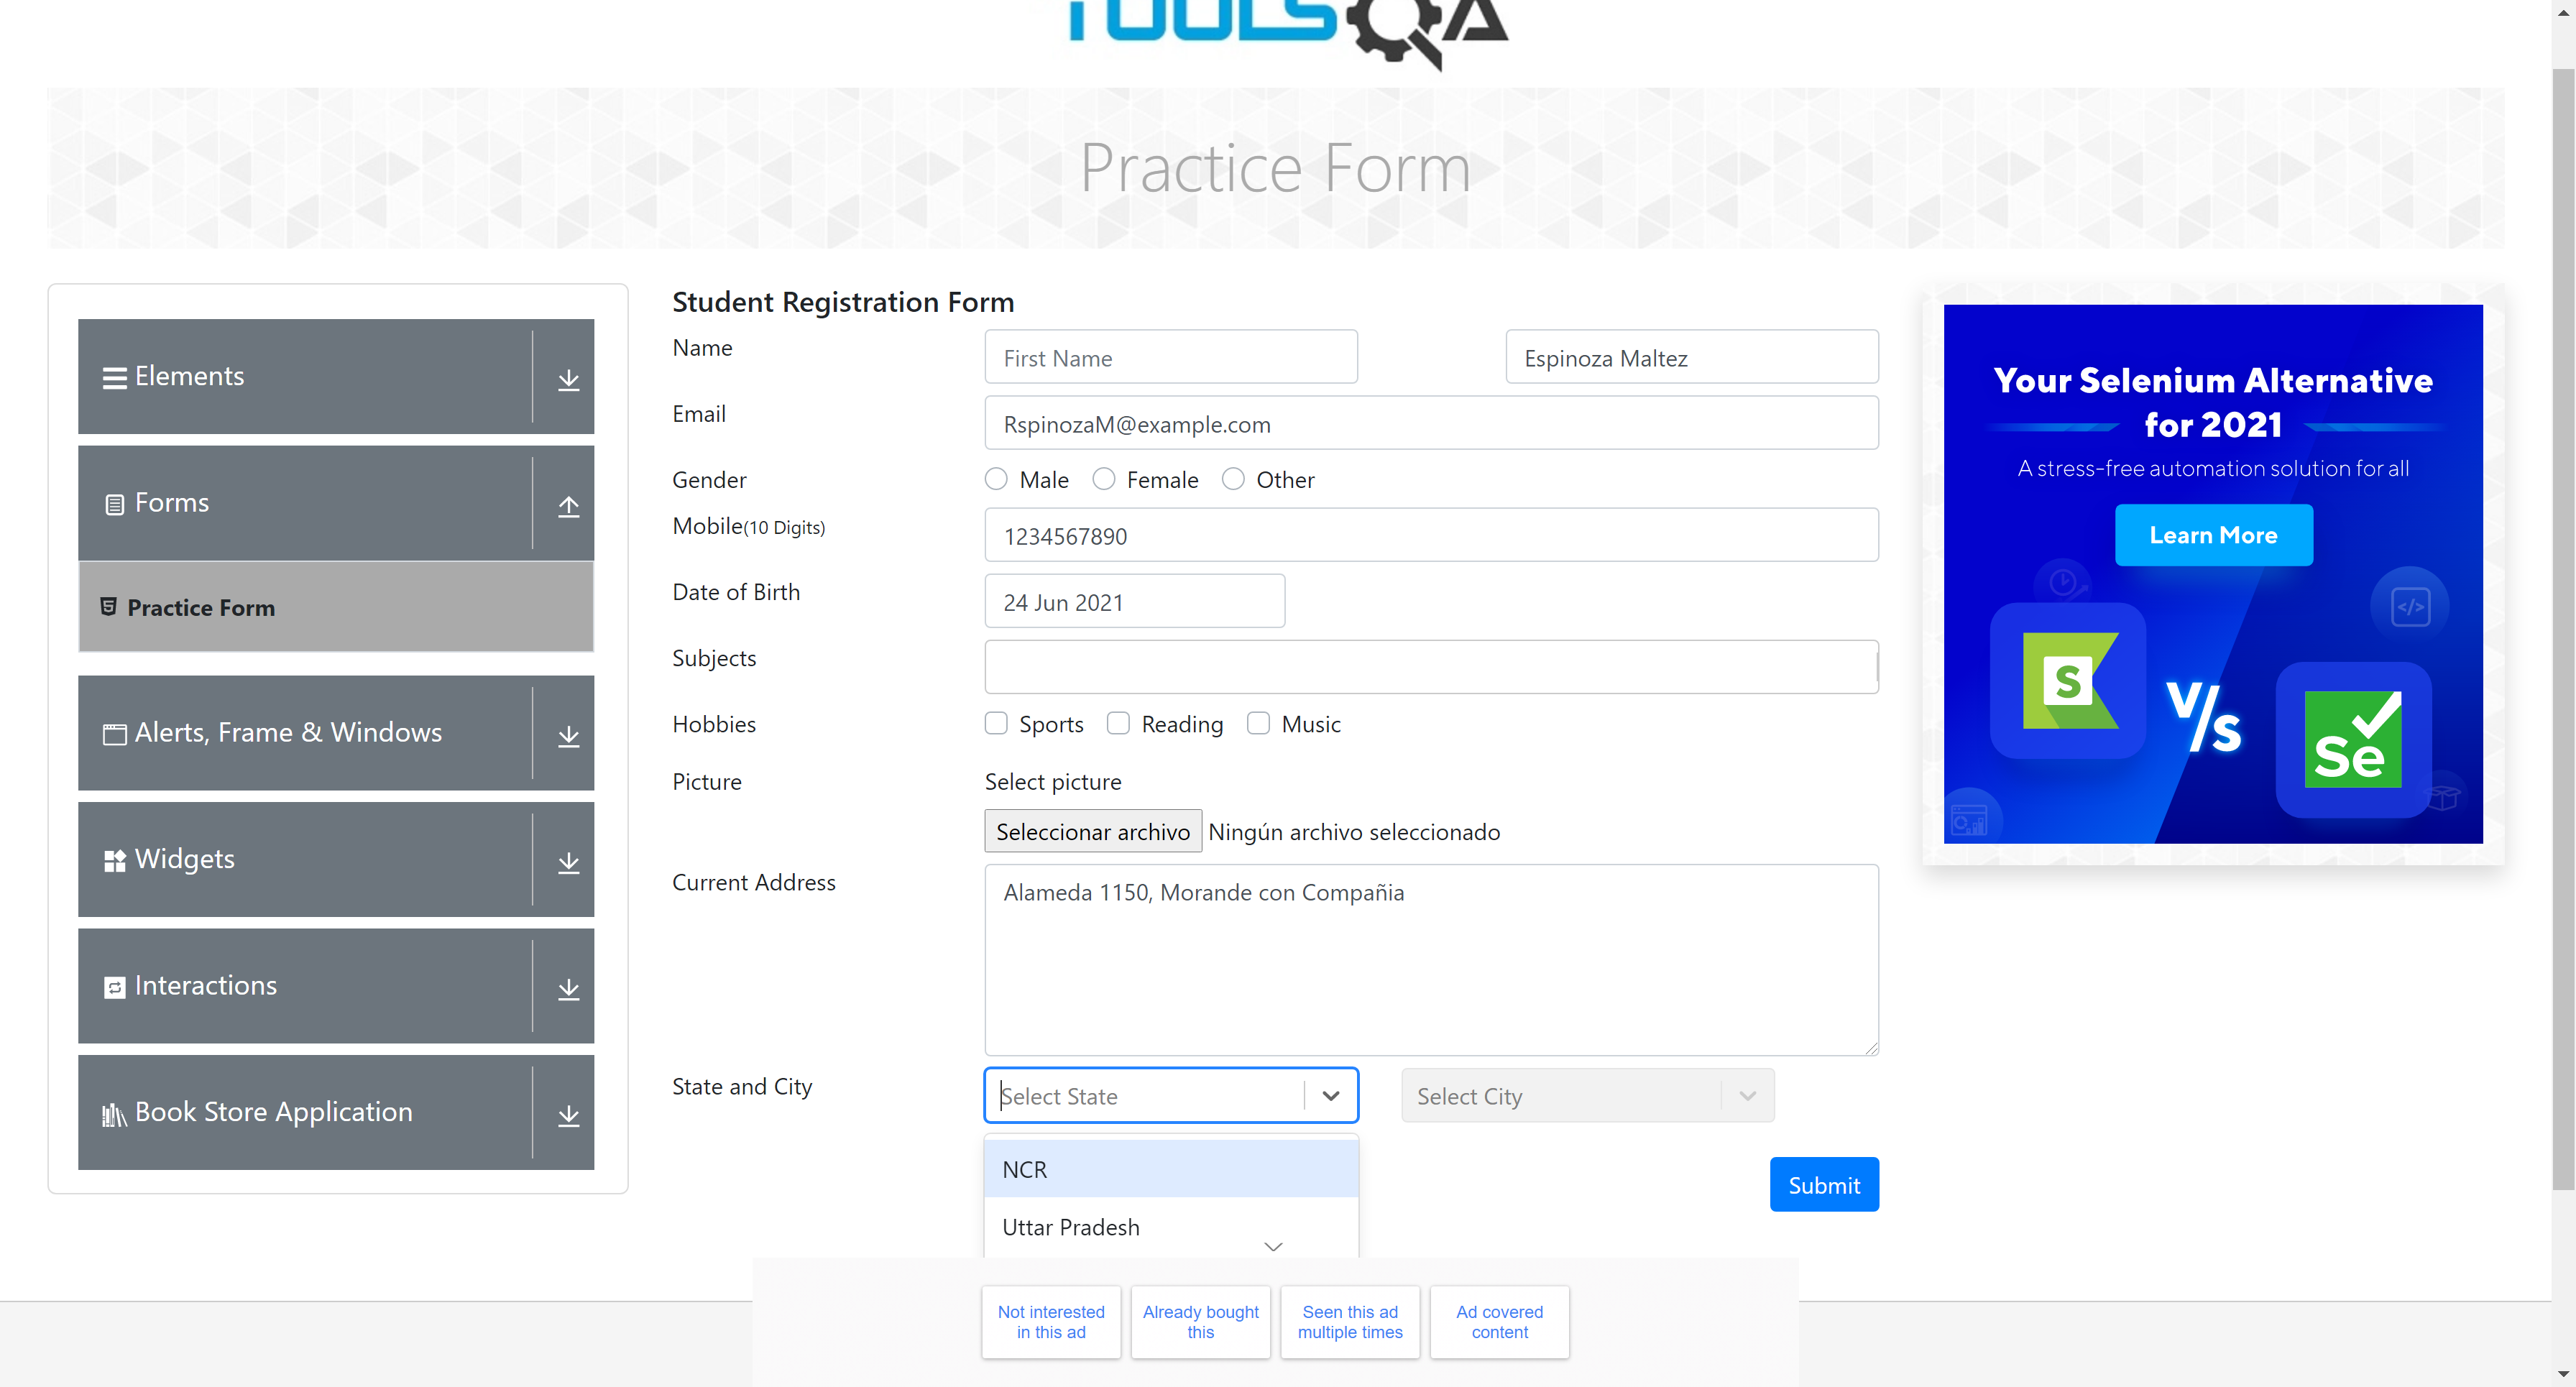 TOOLSQA
Practice Form
Elements
Forms
Practice Form
Alerts, Frame & Windows
Widgets
Interactions
Book Store Application
Student Registration Form
Name
First Name
Espinoza Maltez
Email
RspinozaM@example.com
Gender
Male Female Other
Mobile(10 Digits)
1234567890
Date of Birth
24 Jun 2021
Subjects
Hobbies
Sports Reading Music
Picture
Select picture
Seleccionar archivo Ningún archivo seleccionado
Current Address
Alameda 1150, Morande con Compañia
State and City
Select State
Select City
NCR
Uttar Pradesh
Submit
Not interested
in this ad
Already bought
this
Seen this ad
multiple times
Ad covered
content
Your Selenium Alternative
for 2021
A stress-free automation solution for all
Learn More
</>
S
V/s
Se